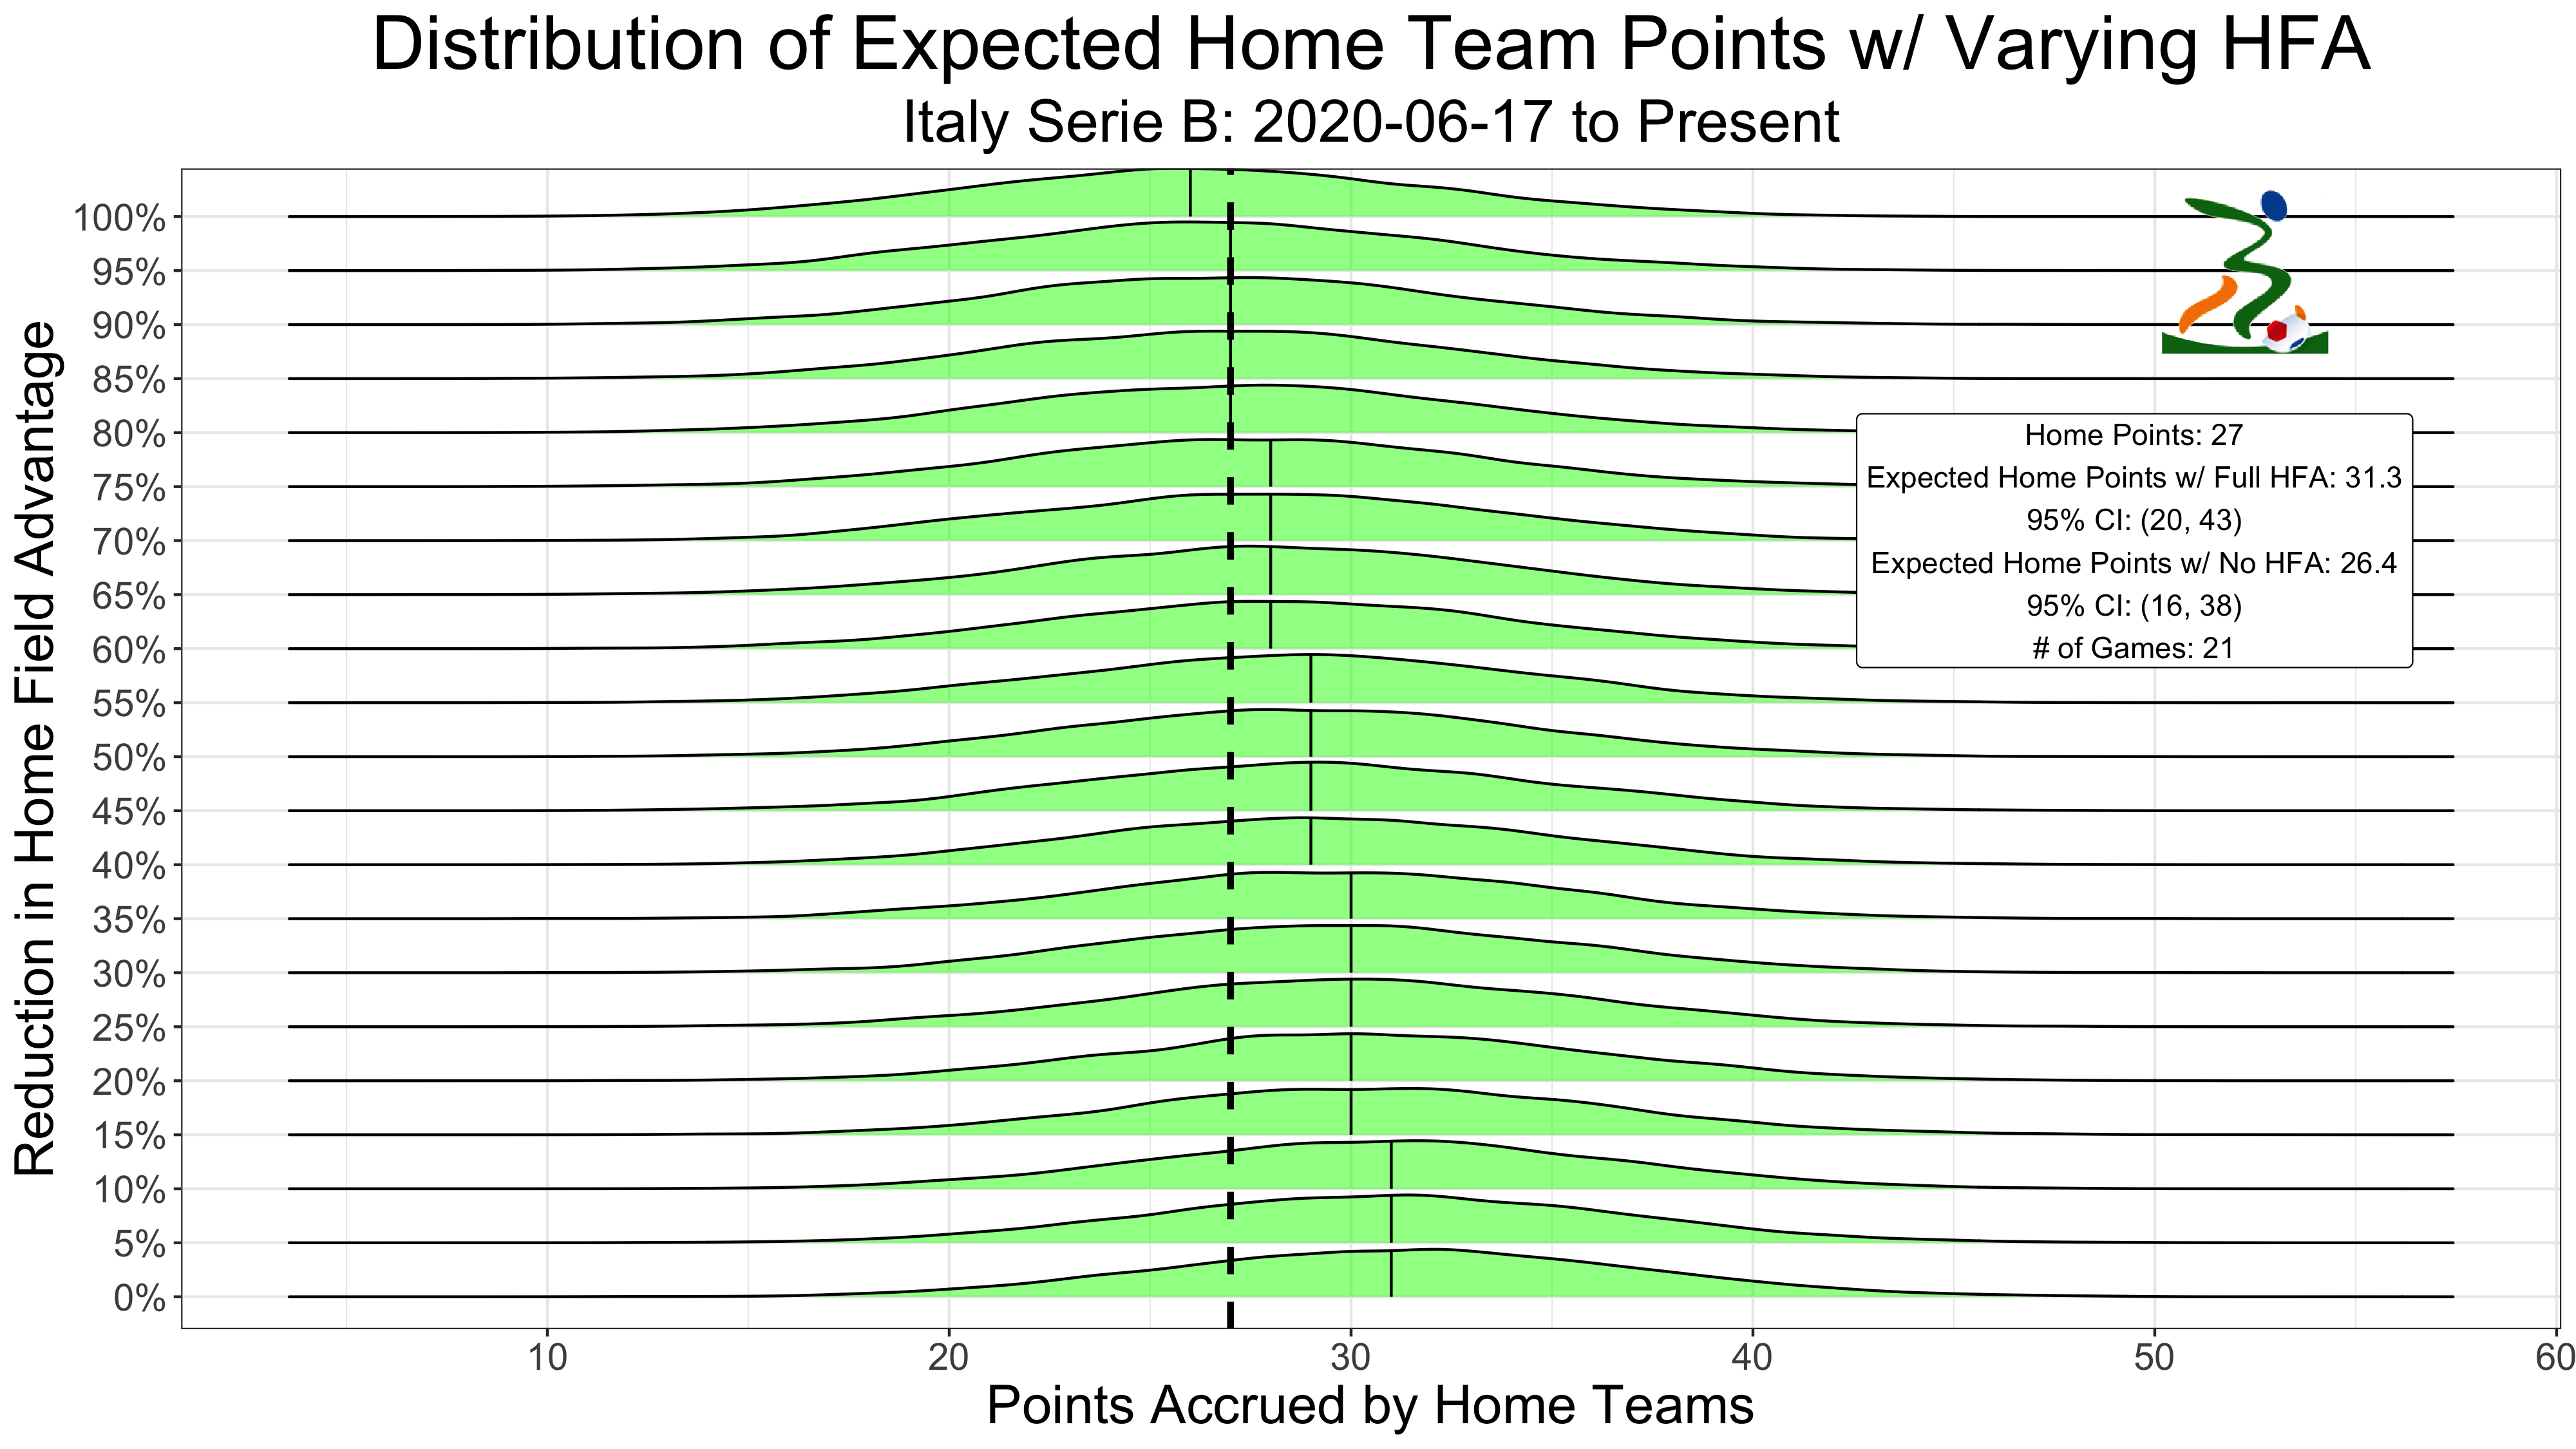 Distribution of Expected Home Team Points w/ Varying HFA
Italy Serie B: 2020-06-17 to Present
Reduction in Home Field Advantage
100%
95%
90%
85%
80%
75%
70%
65%
60%
55%
50%
45%
40%
35%
30%
25%
20%
15%
10%
5%
0%
Home Points: 27
Expected Home Points w/ Full HFA: 31.3
95% CI: (20, 43)
Expected Home Points w/ No HFA: 26.4
95% CI: (16, 38)
# of Games: 21
10 20 30 40 50 60
Points Accrued by Home Teams